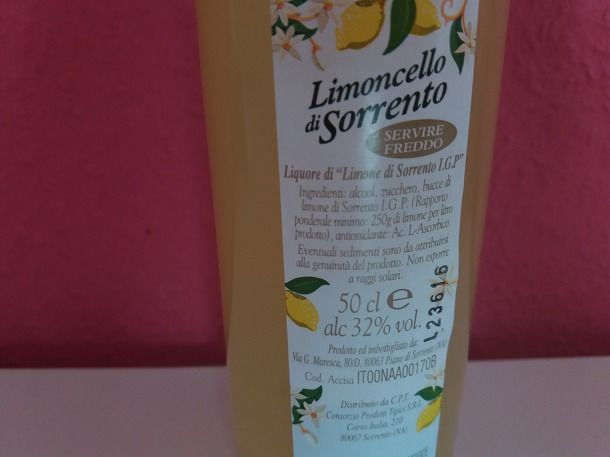 Limoncello
di Sorrento
SERVIRE
FREDDO
Liquore di "Limone di Sorrento I.G.P"
Ingredienti: alcool, zucchero, bucce di
limone di Sorrento I.G.P. (Rapporto
ponderale minimo: 250g di limone per litro
prodotto), antiossidante: Ac. L-Ascorbico.
Eventuali sedimenti sono da attribuirsi
alla genuinità del prodotto. Non esporre
a raggi solari.
50 cl e
alc 32% vol.
L23616
Prodotto ed imbottigliato da:
Via G. Maresca, 80/D, 80063 Piano di Sorrento (NA)
Cod. Accisa IT00NAA00170B
Distribuito da C.P.T.
Consorzio Prodotti Tipici S.R.L.
Corso Italia, 210
80067 Sorrento (NA)